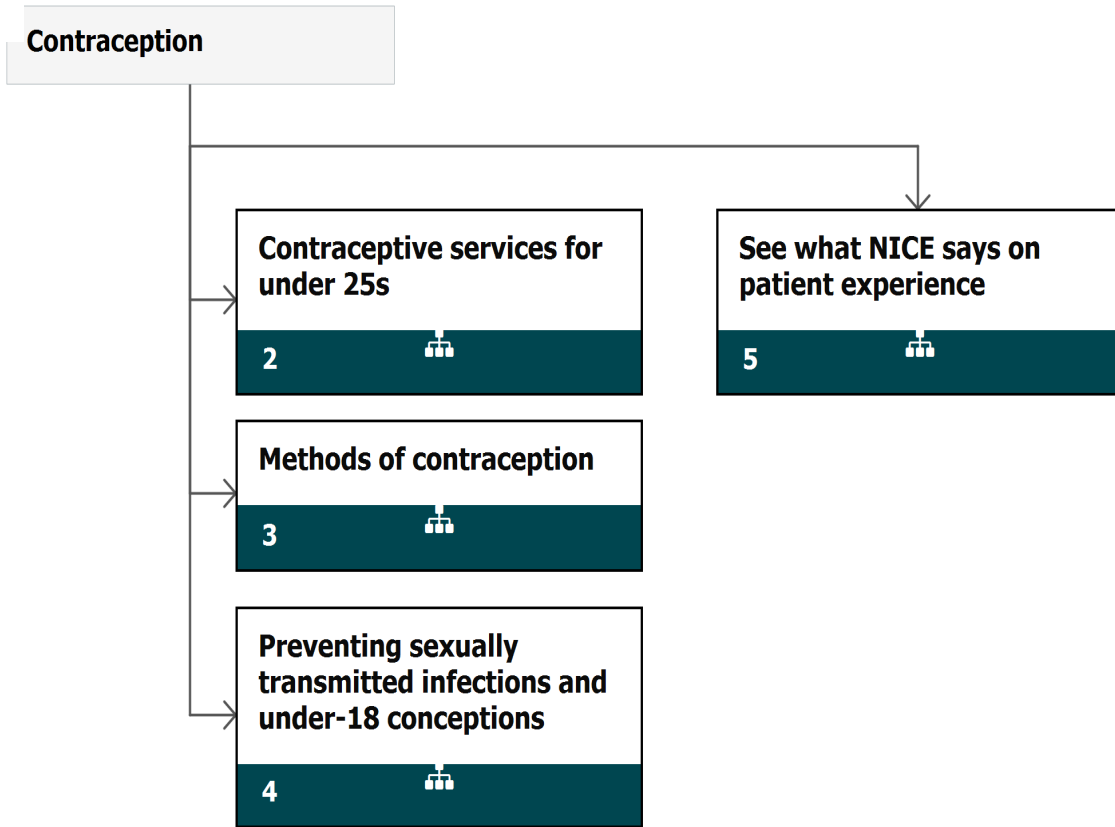 Contraception
Contraceptive services for
under 25s
2
See what NICE says on
patient experience
5
Methods of contraception
3
Preventing sexually
transmitted infections and
under-18 conceptions
4